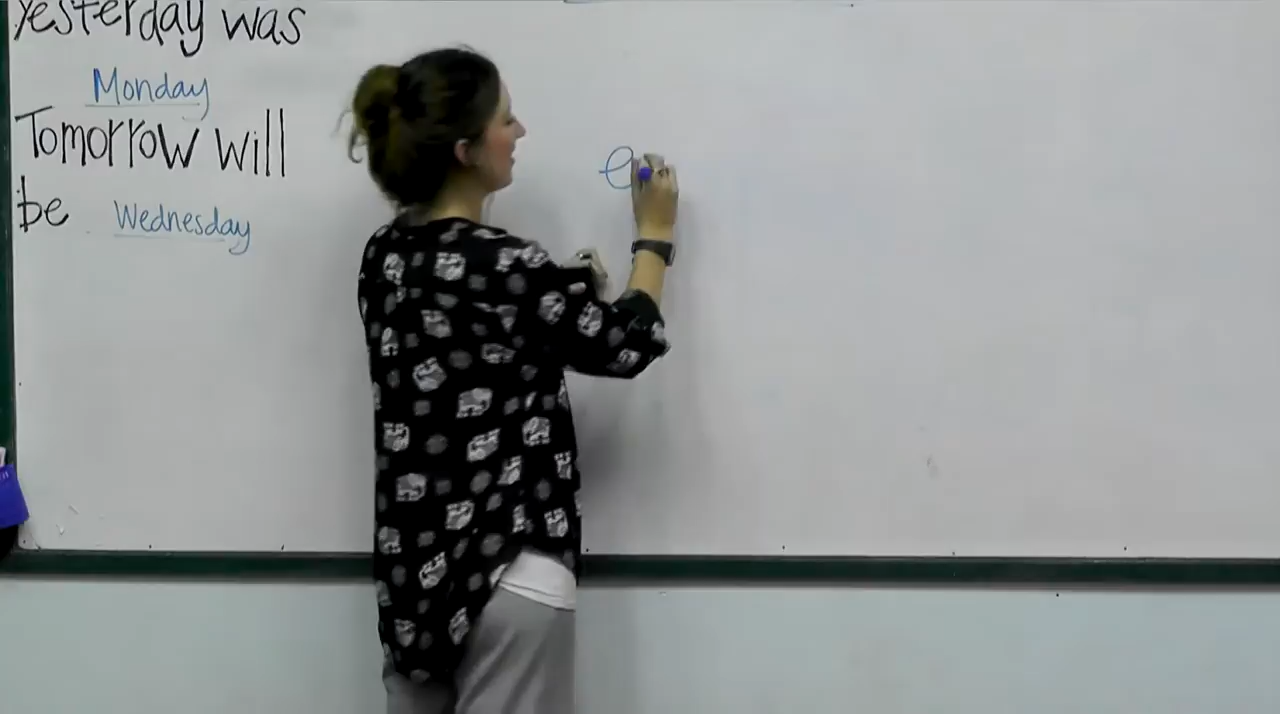 yesterday was
Monday
Tomorrow will
be Wednesday
e